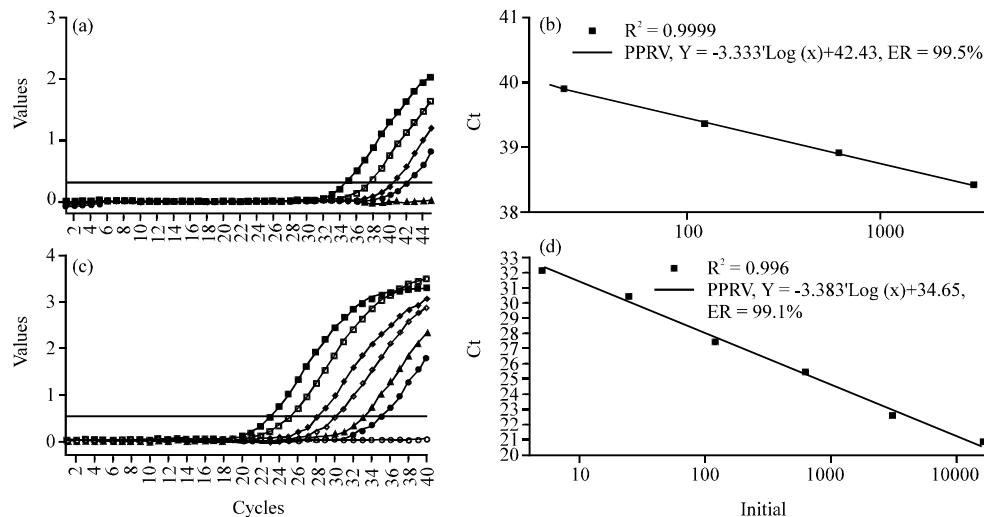 (a)
3
2
1
0
Values
2 4 6 8 10 12 14 16 18 20 22 24 26 28 30 32 34 36 38 40 42 44
(b)
R2 = 0.9999
PPRV, Y = -3.333'Log (x)+42.43, ER = 99.5%
41
40
39
38
Ct
100 1000
(c)
4
3
2
1
0
Values
2 4 6 8 10 12 14 16 18 20 22 24 26 28 30 32 34 36 38 40
Cycles
(d)
R2 = 0.996
PPRV, Y = -3.383'Log (x)+34.65,
ER = 99.1%
33
32
31
30
28
27
26
25
23
22
21
20
Ct
10 100 1000 10000
Initial